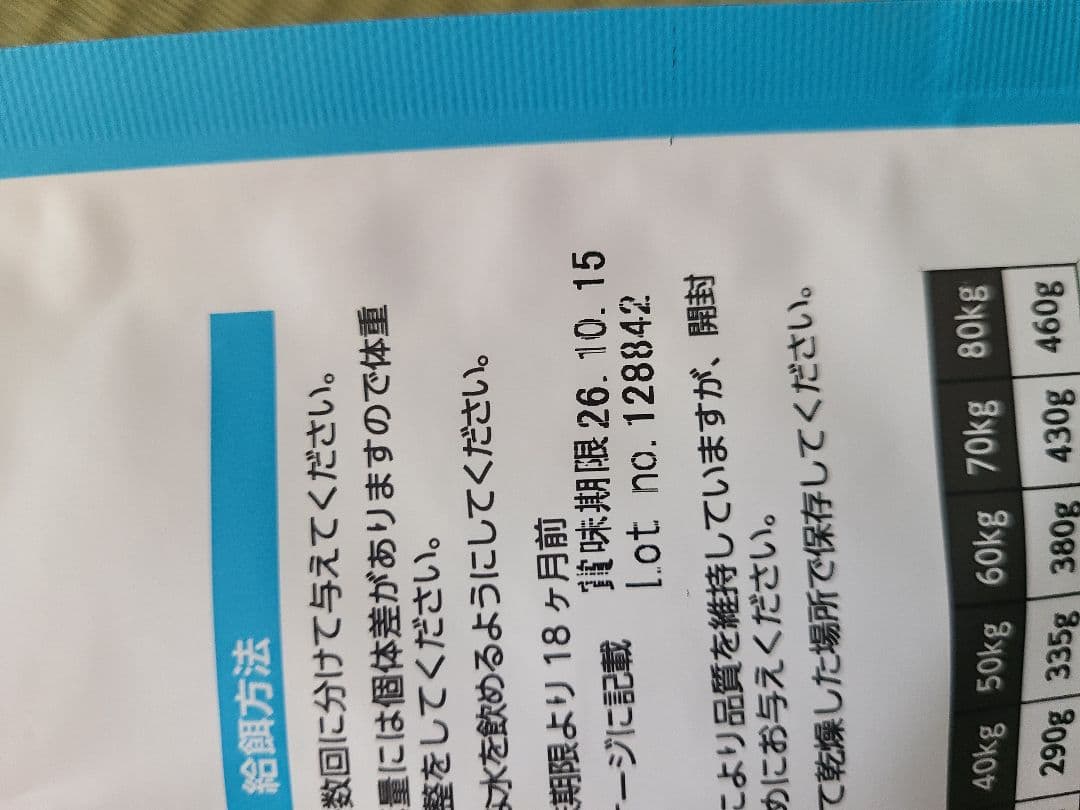 給餌方法
数回に分けて与えてください。
量には個体差がありますので体重
整をしてください。
水を飲めるようにしてください。
期限より18ヶ月前
賞味期限 26. 10. 15
ージに記載
Lot no. 128842
により品質を維持していますが、開封
めにお与えください。
て乾燥した場所で保存してください。
40kg 50kg 60kg 70kg 80kg
290g 335g 380g 430g 460g